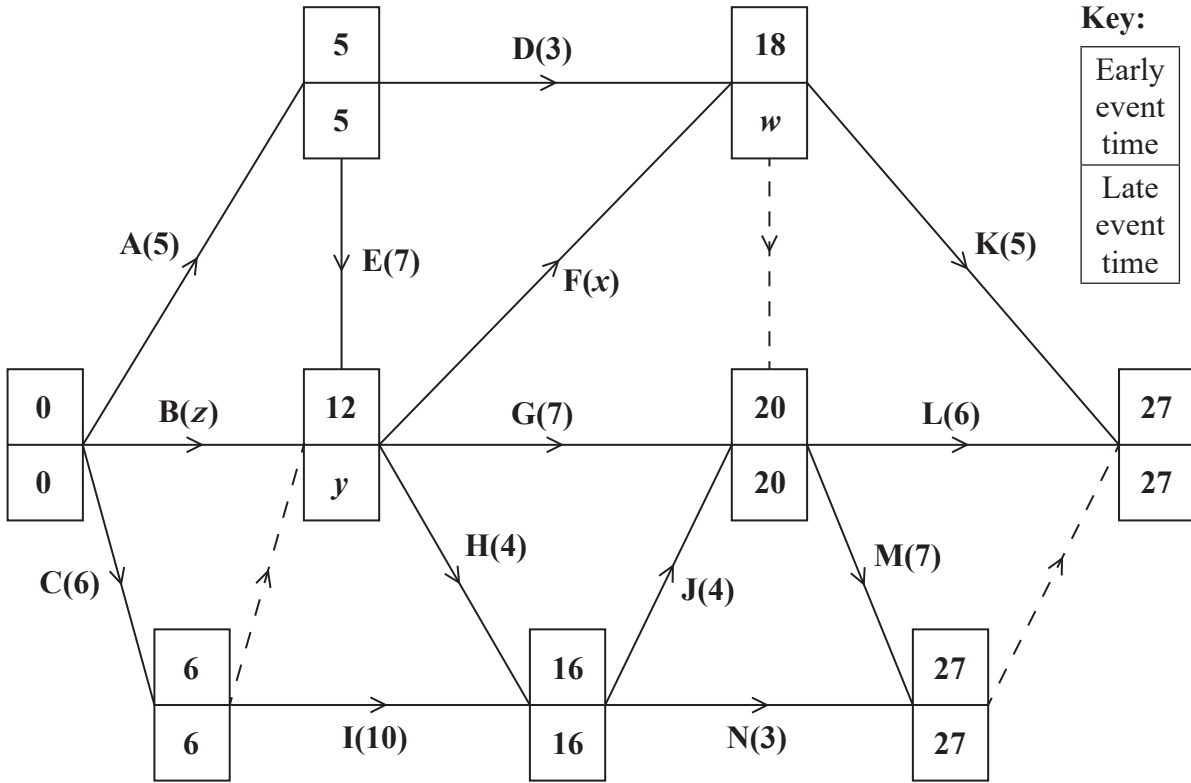 Key:
Early
event
time
Late
event
time
5
5
D(3)
18
w
A(5)
E(7)
F(x)
K(5)
0
0
B(z)
12
y
G(7)
20
20
L(6)
27
27
C(6)
H(4)
J(4)
M(7)
6
6
I(10)
16
16
N(3)
27
27